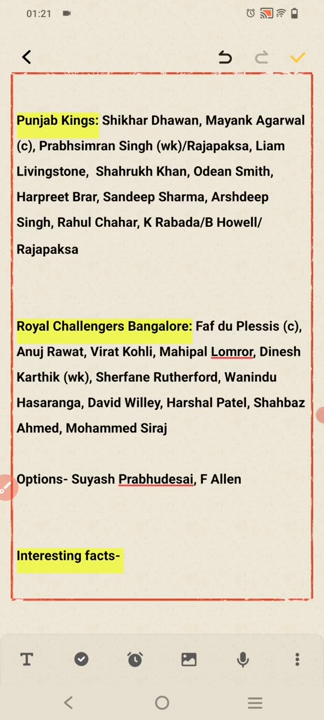 01:21
Punjab Kings: Shikhar Dhawan, Mayank Agarwal
(c), Prabhsimran Singh (wk)/Rajapaksa, Liam
Livingstone, Shahrukh Khan, Odean Smith,
Harpreet Brar, Sandeep Sharma, Arshdeep
Singh, Rahul Chahar, K Rabada/B Howell/
Rajapaksa
Royal Challengers Bangalore: Faf du Plessis (c),
Anuj Rawat, Virat Kohli, Mahipal Lomror, Dinesh
Karthik (wk), Sherfane Rutherford, Wanindu
Hasaranga, David Willey, Harshal Patel, Shahbaz
Ahmed, Mohammed Siraj
Options- Suyash Prabhudesai, F Allen
Interesting facts-
T